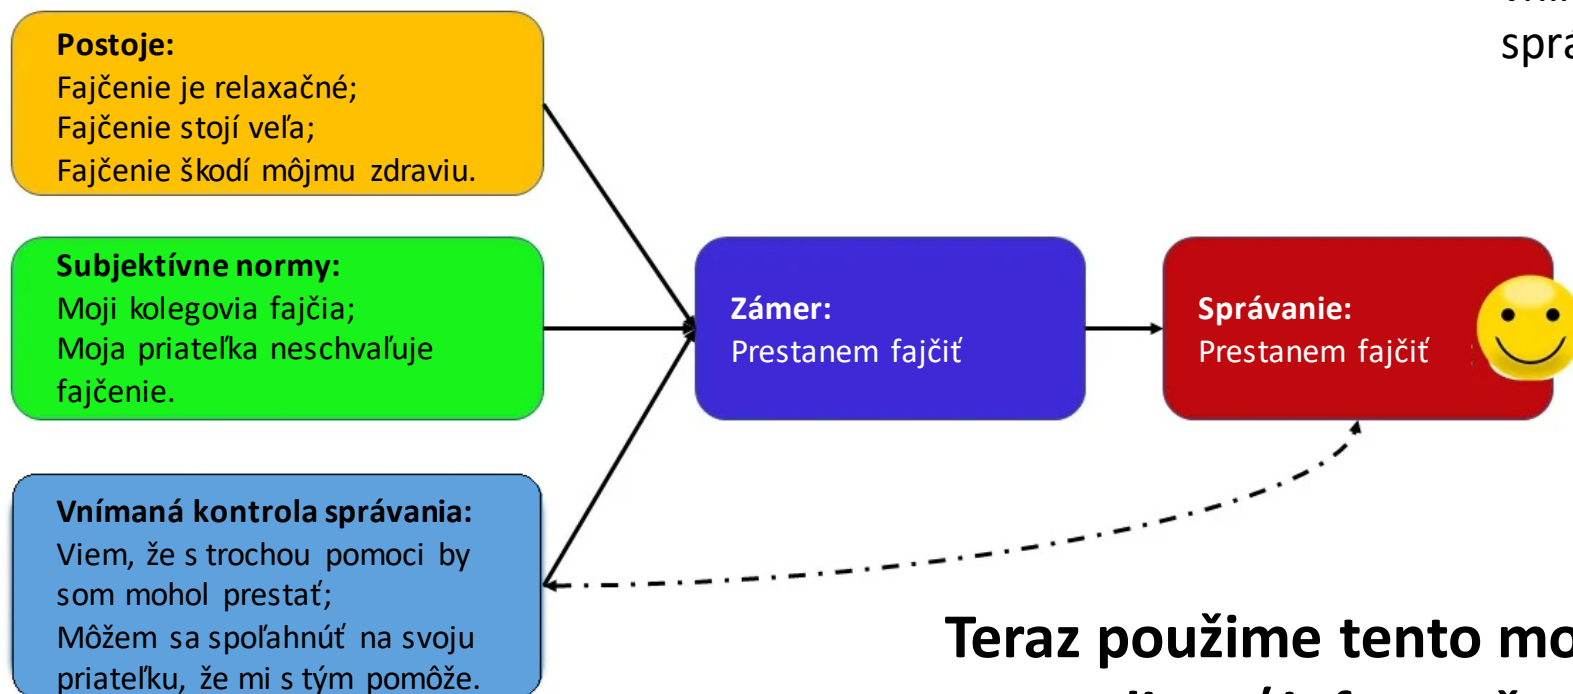 Postoje:
Fajčenie je relaxačné;
Fajčenie stojí veľa;
Fajčenie škodí môjmu zdraviu.
Subjektívne normy:
Moji kolegovia fajčia;
Moja priateľka neschvaľuje
fajčenie.
Vnímaná kontrola správania:
Viem, že s trochou pomoci by
som mohol prestať;
Môžem sa spoľahnúť na svoju
priateľku, že mi s tým pomôže.
Zámer:
Prestanem fajčiť
Správanie:
Prestanem fajčiť
sprá
Teraz použime tento mo